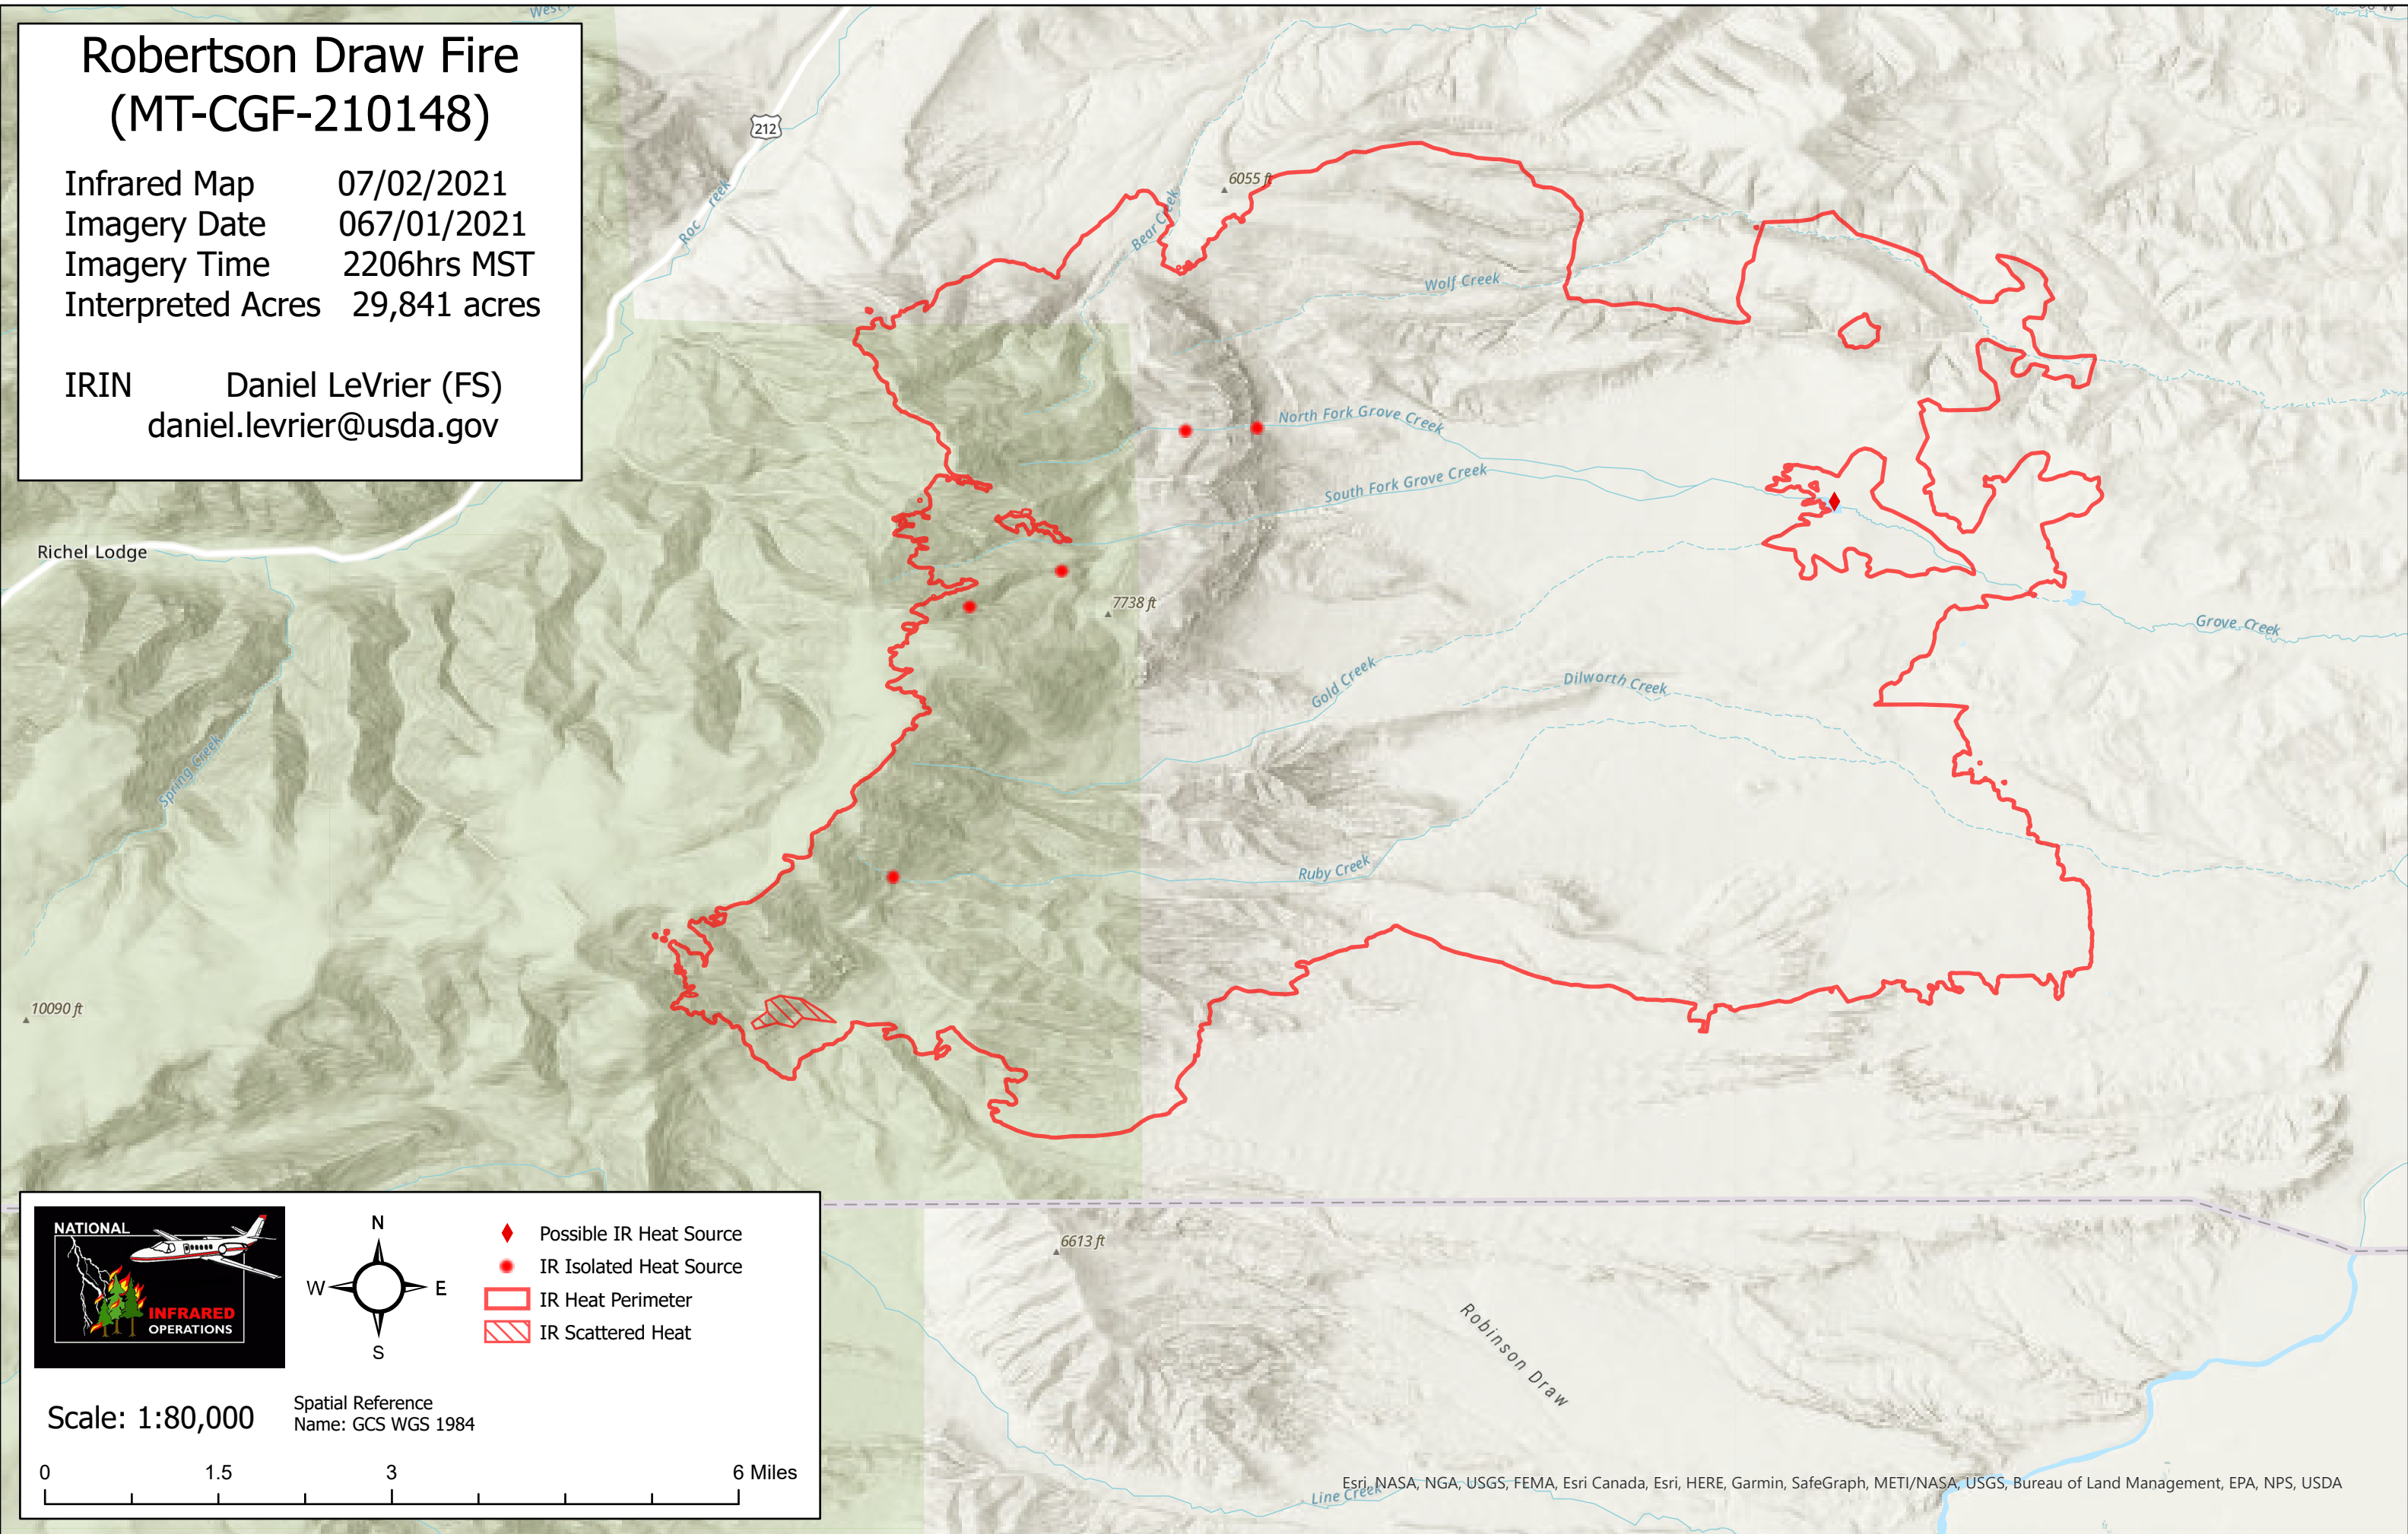 West
Robertson Draw Fire
(MT-CGF-210148)
Infrared Map 07/02/2021
Imagery Date 067/01/2021
Imagery Time 2206hrs MST
Interpreted Acres 29,841 acres
IRIN Daniel LeVrier (FS)
daniel.levrier@usda.gov
212
Roc reek
Bear Creek
6055 ft
Wolf Creek
North Fork Grove Creek
South Fork Grove Creek
Richel Lodge
7738 ft
Grove Creek
Gold Creek
Dilworth Creek
Spring Creek
Ruby Creek
10090 ft
6613 ft
Robinson Draw
Line Creek
NATIONAL
INFRARED
OPERATIONS
N
W E
S
Possible IR Heat Source
IR Isolated Heat Source
IR Heat Perimeter
IR Scattered Heat
Scale: 1:80,000
Spatial Reference
Name: GCS WGS 1984
0 1.5 3 6 Miles
Esri, NASA, NGA, USGS, FEMA, Esri Canada, Esri, HERE, Garmin, SafeGraph, METI/NASA, USGS, Bureau of Land Management, EPA, NPS, USDA